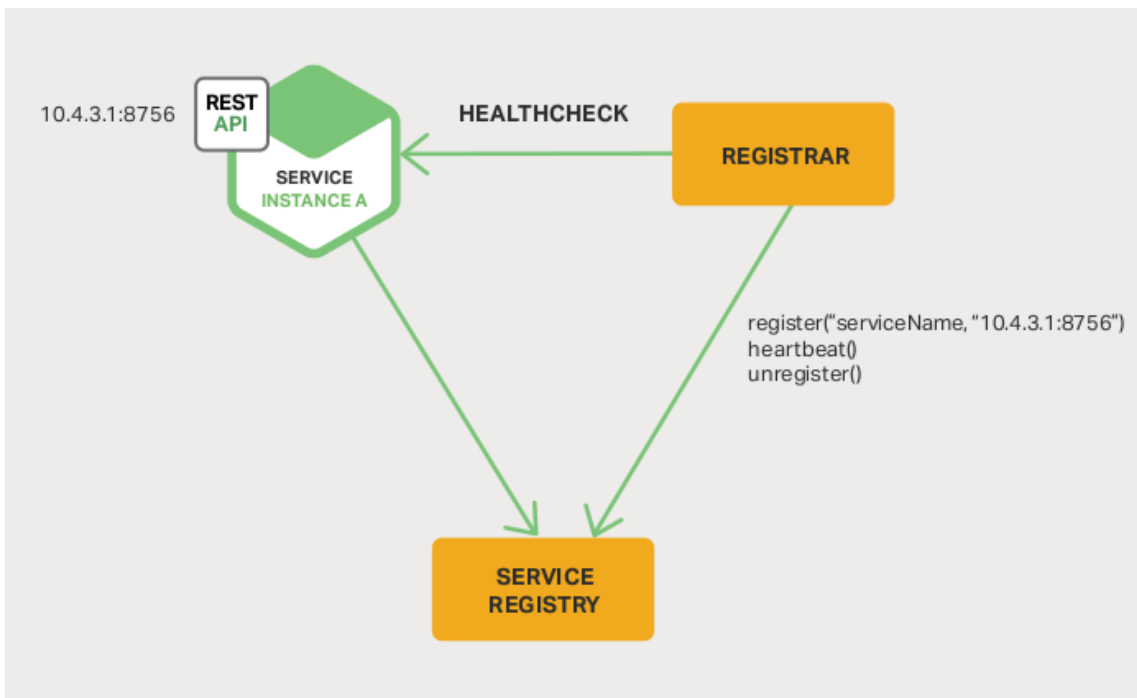 10.4.3.1:8756
REST
API
SERVICE
INSTANCE A
HEALTHCHECK
REGISTRAR
register(“serviceName, “10.4.3.1:8756”)
heartbeat()
unregister()
SERVICE
REGISTRY